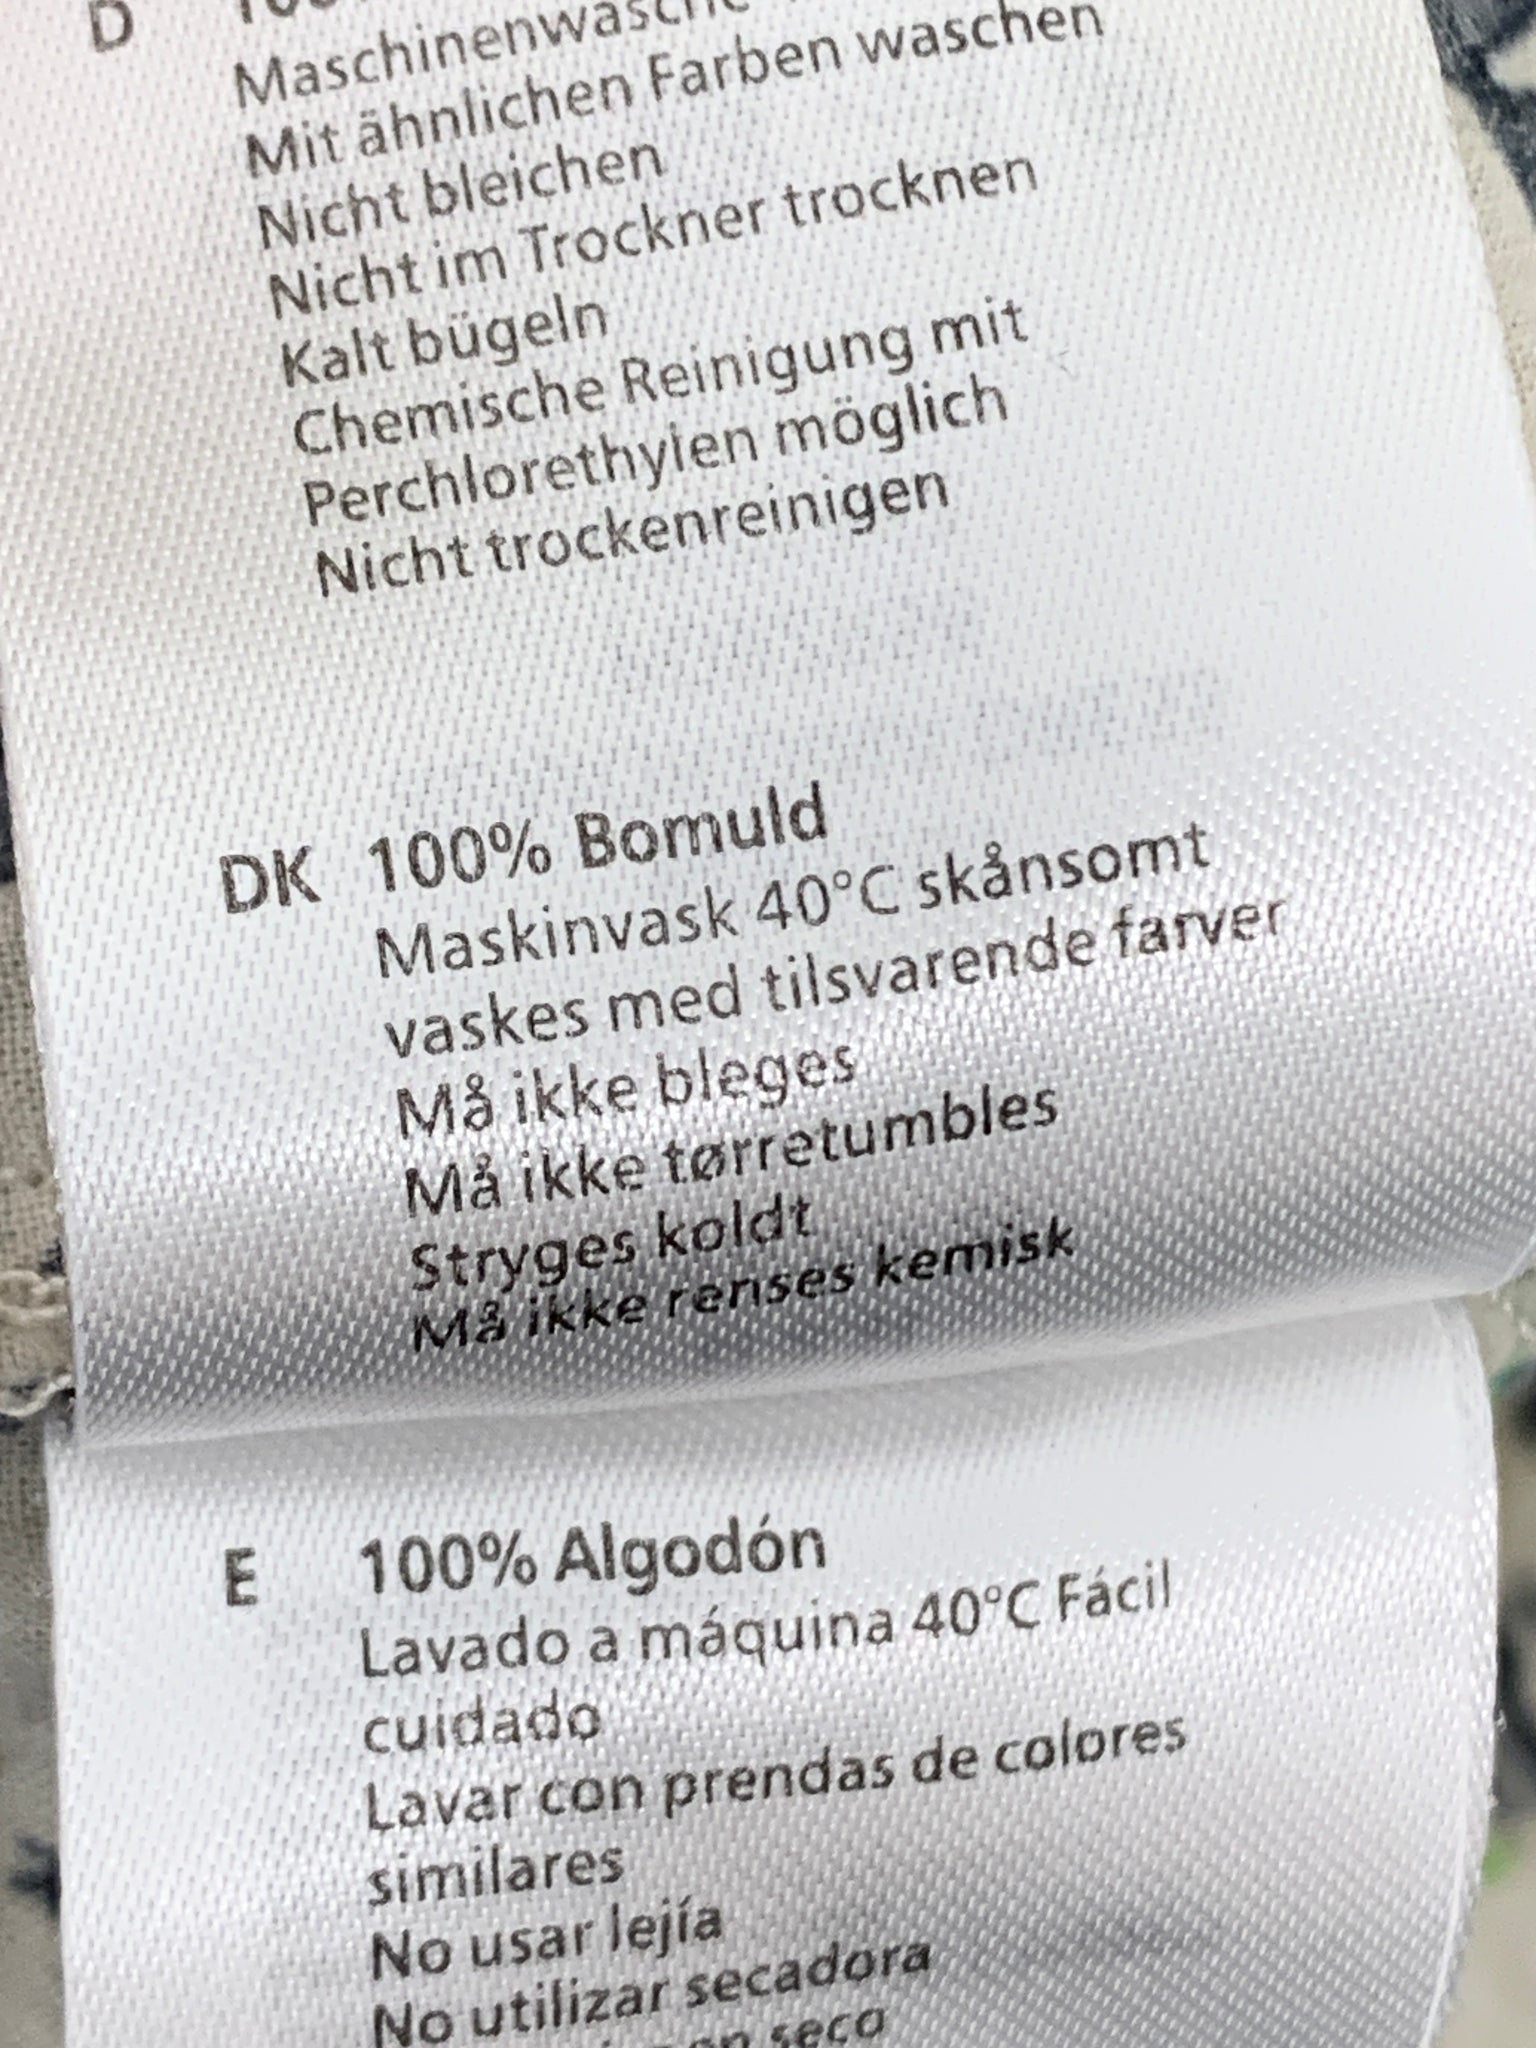 D
Mit ähnlichen Farben waschen
Nicht bleichen
Nicht im Trockner trocknen
Kalt bügeln
Chemische Reinigung mit
Perchlorethylen möglich
Nicht trockenreinigen
DK 100% Bomuld
Maskinvask 40°C skånsomt
vaskes med tilsvarende farver
Må ikke bleges
Må ikke tørretumbles
Stryges koldt
Må ikke renses kemisk
E 100% Algodón
Lavado a máquina 40°C Fácil
cuidado
Lavar con prendas de colores
similares
No usar lejía
No utilizar secadora
seco